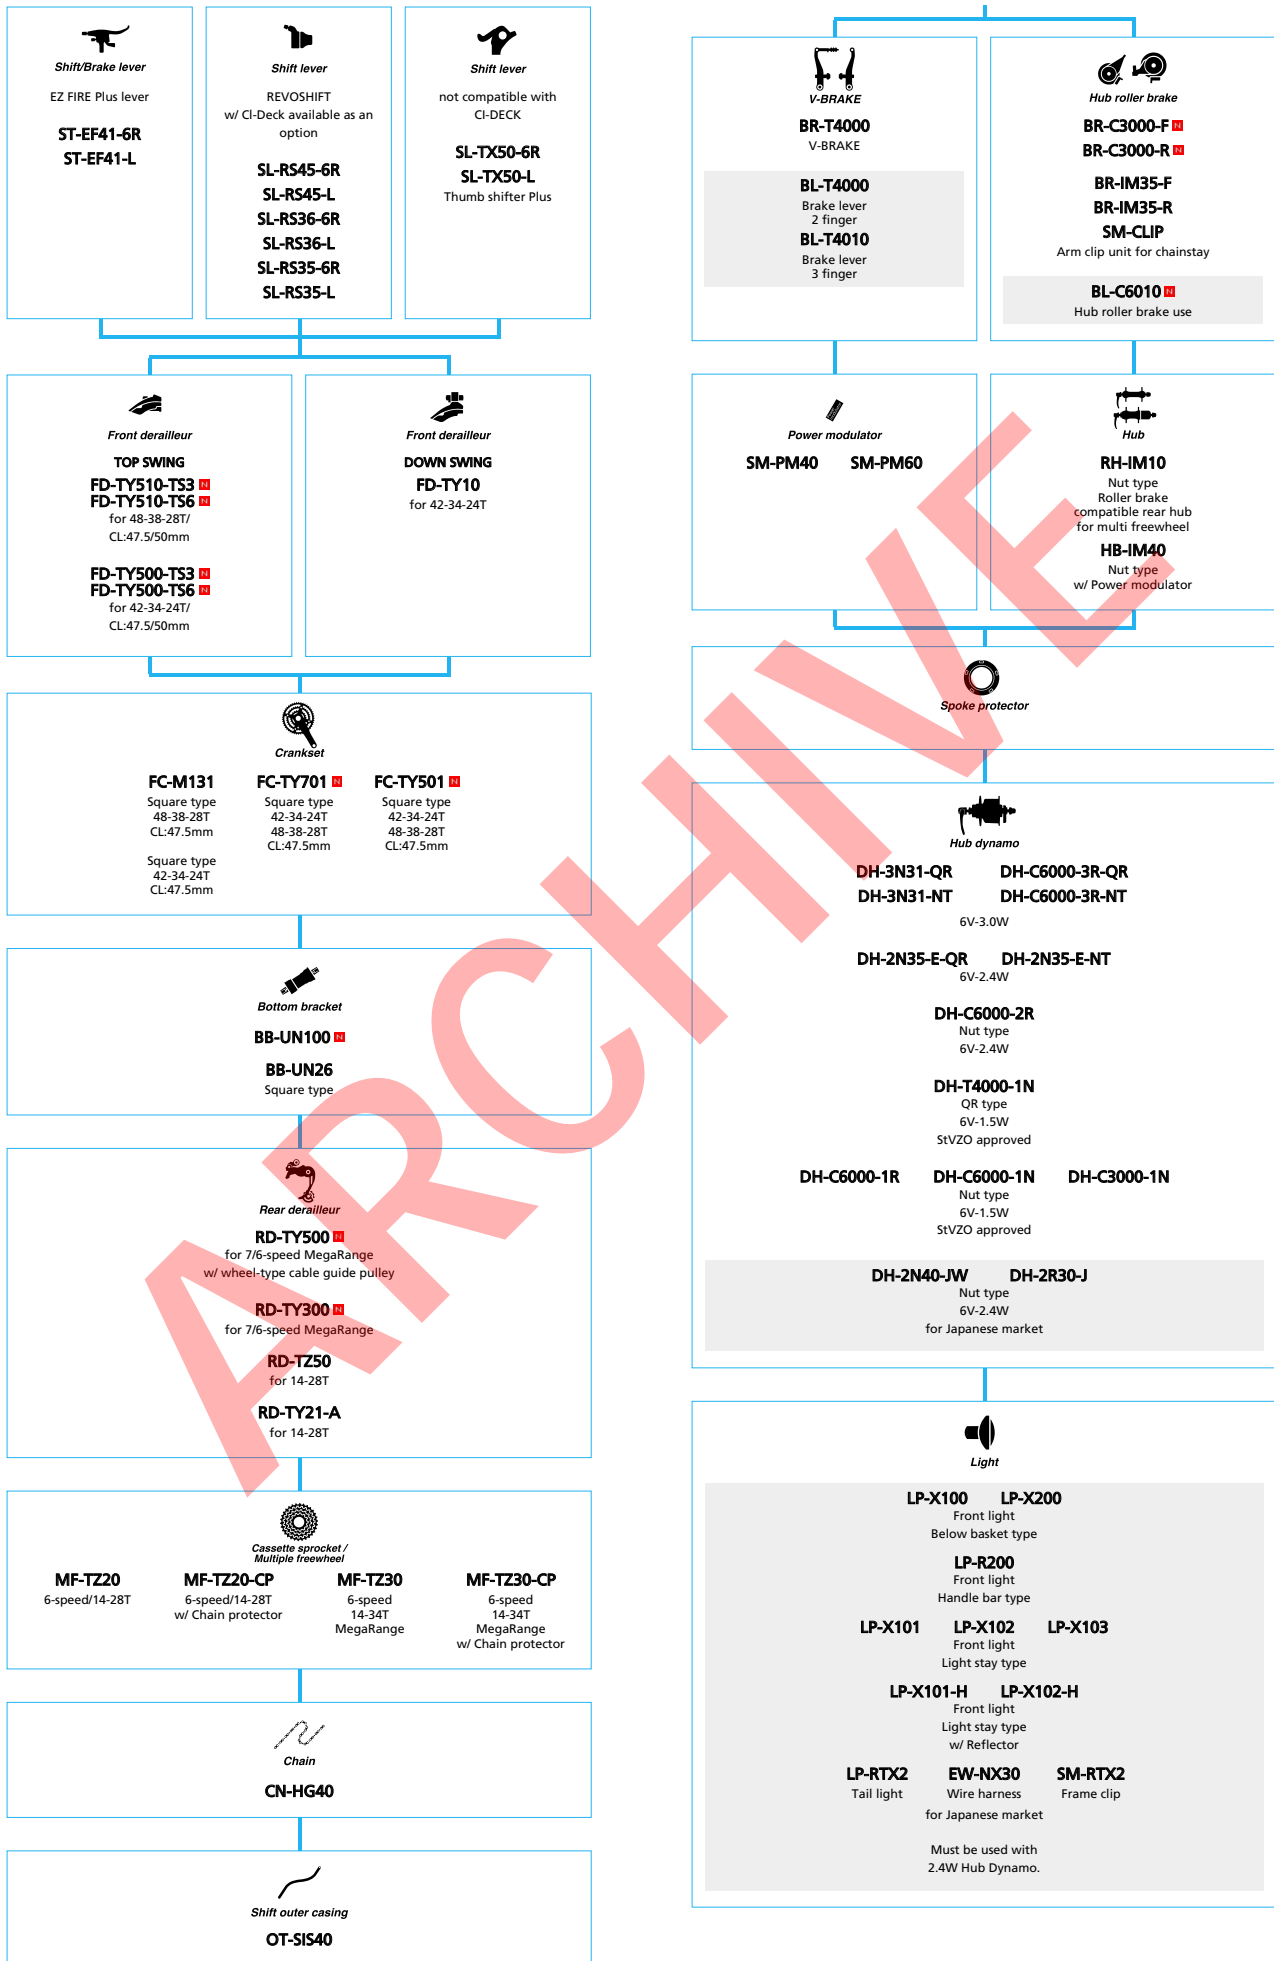 Shift/Brake lever
EZ FIRE Plus lever
ST-EF41-6R
ST-EF41-L
Shift lever
REVOSHIFT
w/ CI-Deck available as an
option
SL-RS45-6R
SL-RS45-L
SL-RS36-6R
SL-RS36-L
SL-RS35-6R
SL-RS35-L
Shift lever
not compatible with
CI-DECK
SL-TX50-6R
SL-TX50-L
Thumb shifter Plus
Front derailleur
TOP SWING
FD-TY510-TS3 N
FD-TY510-TS6 N
for 48-38-28T/
CL:47.5/50mm
FD-TY500-TS3 N
FD-TY500-TS6 N
for 42-34-24T/
CL:47.5/50mm
Front derailleur
DOWN SWING
FD-TY10
for 42-34-24T
Crankset
FC-M131
Square type
48-38-28T
CL:47.5mm
Square type
42-34-24T
CL:47.5mm
FC-TY701 N
Square type
42-34-24T
48-38-28T
CL:47.5mm
FC-TY501 N
Square type
42-34-24T
48-38-28T
CL:47.5mm
Bottom bracket
BB-UN100 N
BB-UN26
Square type
Rear derailleur
RD-TY500 N
for 7/6-speed MegaRange
w/ wheel-type cable guide pulley
RD-TY300 N
for 7/6-speed MegaRange
RD-TZ50
for 14-28T
RD-TY21-A
for 14-28T
Cassette sprocket /
Multiple freewheel
MF-TZ20
6-speed/14-28T
MF-TZ20-CP
6-speed/14-28T
w/ Chain protector
MF-TZ30
6-speed
14-34T
MegaRange
MF-TZ30-CP
6-speed
14-34T
MegaRange
w/ Chain protector
Chain
CN-HG40
Shift outer casing
OT-SIS40
V-BRAKE
BR-T4000
V-BRAKE
BL-T4000
Brake lever
2 finger
BL-T4010
Brake lever
3 finger
Hub roller brake
BR-C3000-F N
BR-C3000-R N
BR-IM35-F
BR-IM35-R
SM-CLIP
Arm clip unit for chainstay
BL-C6010 N
Hub roller brake use
Power modulator
SM-PM40 SM-PM60
Hub
RH-IM10
Nut type
Roller brake
compatible rear hub
for multi freewheel
HB-IM40
Nut type
w/ Power modulator
Spoke protector
Hub dynamo
DH-3N31-QR DH-C6000-3R-QR
DH-3N31-NT DH-C6000-3R-NT
6V-3.0W
DH-2N35-E-QR DH-2N35-E-NT
6V-2.4W
DH-C6000-2R
Nut type
6V-2.4W
DH-T4000-1N
QR type
6V-1.5W
StVZO approved
DH-C6000-1R DH-C6000-1N DH-C3000-1N
Nut type
6V-1.5W
StVZO approved
DH-2N40-JW DH-2R30-J
Nut type
6V-2.4W
for Japanese market
Light
LP-X100 LP-X200
Front light
Below basket type
LP-R200
Front light
Handle bar type
LP-X101 LP-X102 LP-X103
Front light
Light stay type
LP-X101-H LP-X102-H
Front light
Light stay type
w/ Reflector
LP-RTX2 EW-NX30 SM-RTX2
Tail light Wire harness Frame clip
for Japanese market
Must be used with
2.4W Hub Dynamo.
ARCHIVE